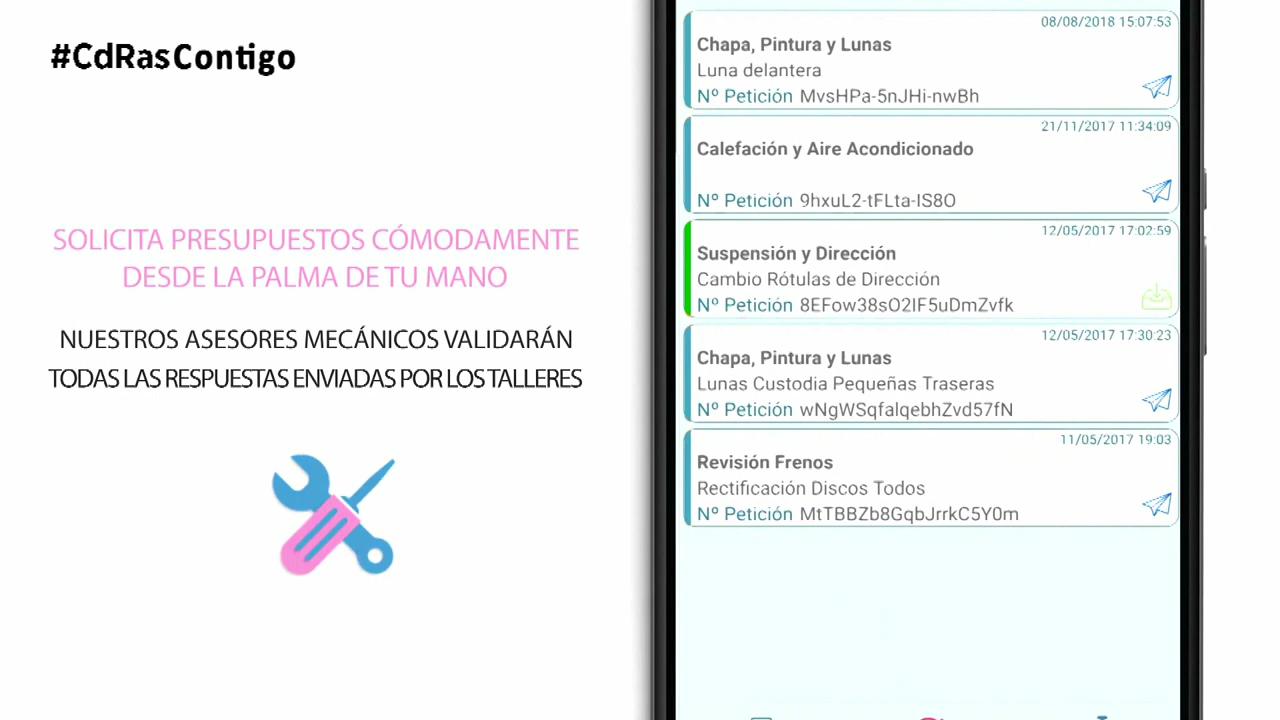 #CdRasContigo
SOLICITA PRESUPUESTOS CÓMODAMENTE
DESDE LA PALMA DE TU MANO
NUESTROS ASESORES MECÁNICOS VALIDARÁN
TODAS LAS RESPUESTAS ENVIADAS POR LOS TALLERES
08/08/2018 15:07:53
Chapa, Pintura y Lunas
Luna delantera
Nº Petición MvsHPa-5nJHi-nwBh
21/11/2017 11:34:09
Calefación y Aire Acondicionado
Nº Petición 9hxuL2-tFLta-IS8O
12/05/2017 17:02:59
Suspensión y Dirección
Cambio Rótulas de Dirección
Nº Petición 8EFow38sO2IF5uDmZvfk
12/05/2017 17:30:23
Chapa, Pintura y Lunas
Lunas Custodia Pequeñas Traseras
Nº Petición wNgWSqfalqebhZvd57fN
11/05/2017 19:03
Revisión Frenos
Rectificación Discos Todos
Nº Petición MtTBBZb8GqbJrrkC5Y0m